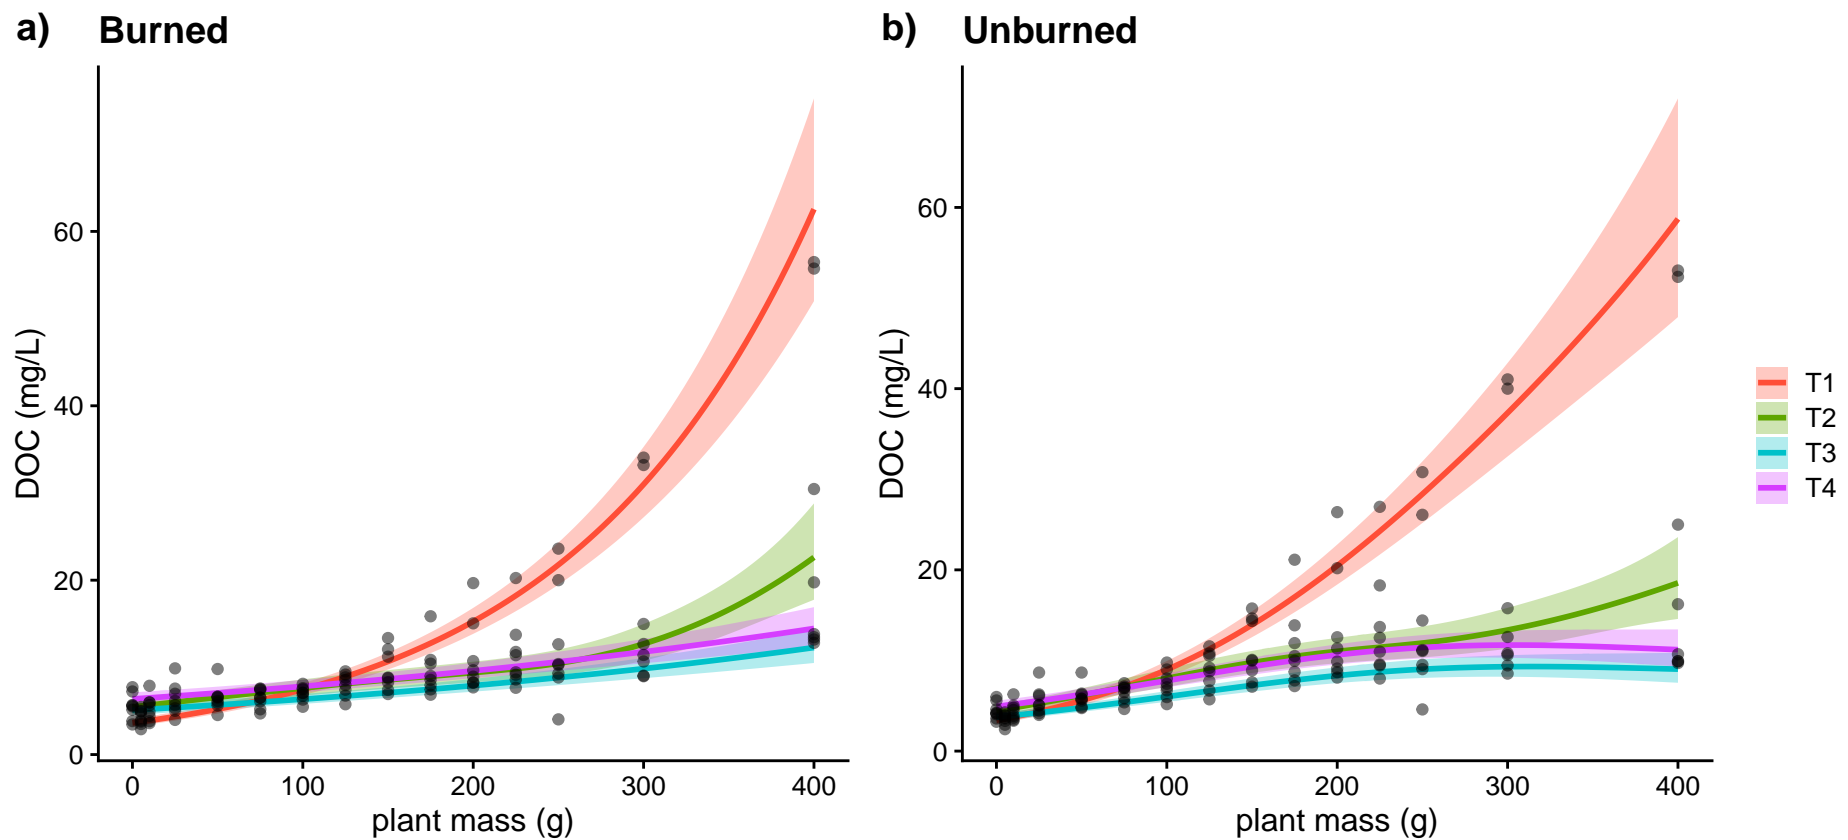 a) Burned
DOC (mg/L)
60
40
20
0
0 100 200 300 400
plant mass (g)
b) Unburned
DOC (mg/L)
60
40
20
0
0 100 200 300 400
plant mass (g)
T1
T2
T3
T4